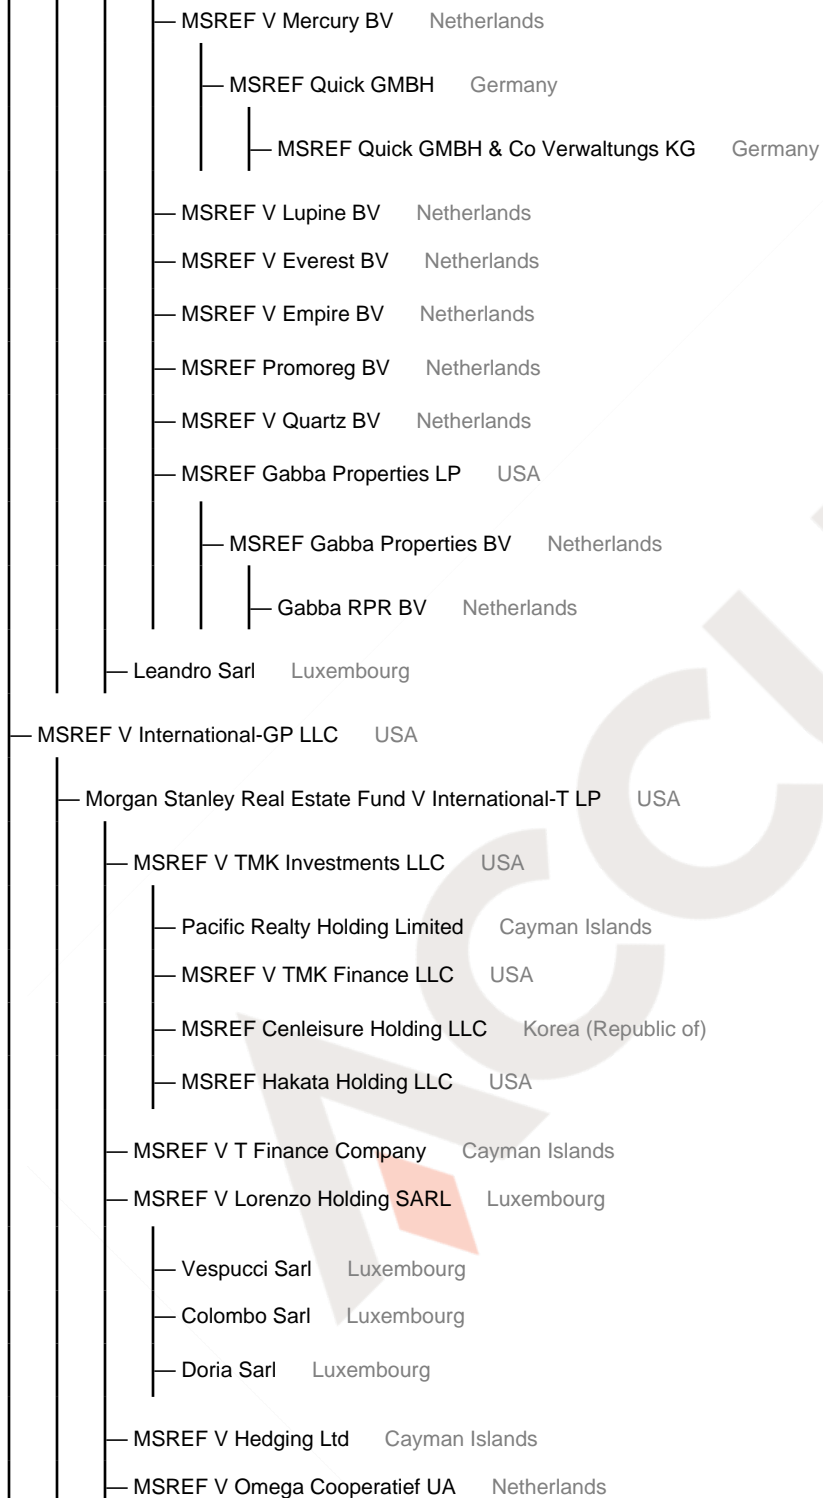 MSREF V Mercury BV Netherlands
MSREF Quick GMBH Germany
MSREF Quick GMBH & Co Verwaltungs KG Germany
MSREF V Lupine BV Netherlands
MSREF V Everest BV Netherlands
MSREF V Empire BV Netherlands
MSREF Promoreg BV Netherlands
MSREF V Quartz BV Netherlands
MSREF Gabba Properties LP USA
MSREF Gabba Properties BV Netherlands
Gabba RPR BV Netherlands
Leandro Sarl Luxembourg
MSREF V International-GP LLC USA
Morgan Stanley Real Estate Fund V International-T LP USA
MSREF V TMK Investments LLC USA
Pacific Realty Holding Limited Cayman Islands
MSREF V TMK Finance LLC USA
MSREF Cenleisure Holding LLC Korea (Republic of)
MSREF Hakata Holding LLC USA
MSREF V T Finance Company Cayman Islands
MSREF V Lorenzo Holding SARL Luxembourg
Vespucci Sarl Luxembourg
Colombo Sarl Luxembourg
Doria Sarl Luxembourg
MSREF V Hedging Ltd Cayman Islands
MSREF V Omega Cooperatief UA Netherlands